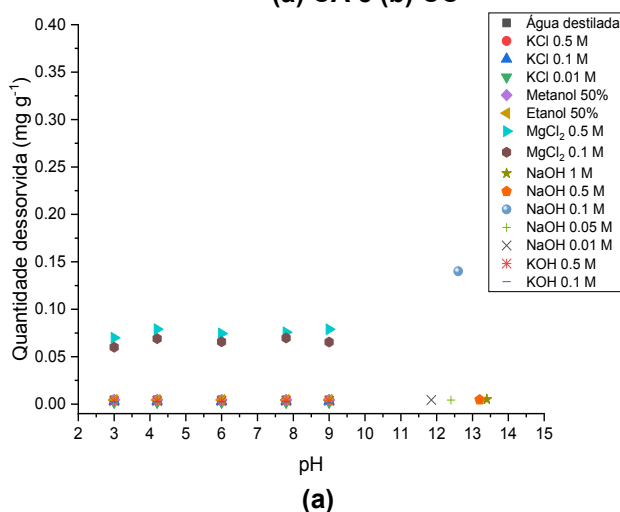 Quantidade dessorvida (mg g⁻¹)
0.40
0.35
0.30
0.25
0.20
0.15
0.10
0.05
0.00
2 3 4 5 6 7 8 9 10 11 12 13 14 15
pH
Água destilada
KCl 0.5 M
KCl 0.1 M
KCl 0.01 M
Metanol 50%
Etanol 50%
MgCl₂ 0.5 M
MgCl₂ 0.1 M
NaOH 1 M
NaOH 0.5 M
NaOH 0.1 M
NaOH 0.05 M
NaOH 0.01 M
KOH 0.5 M
KOH 0.1 M
(a)